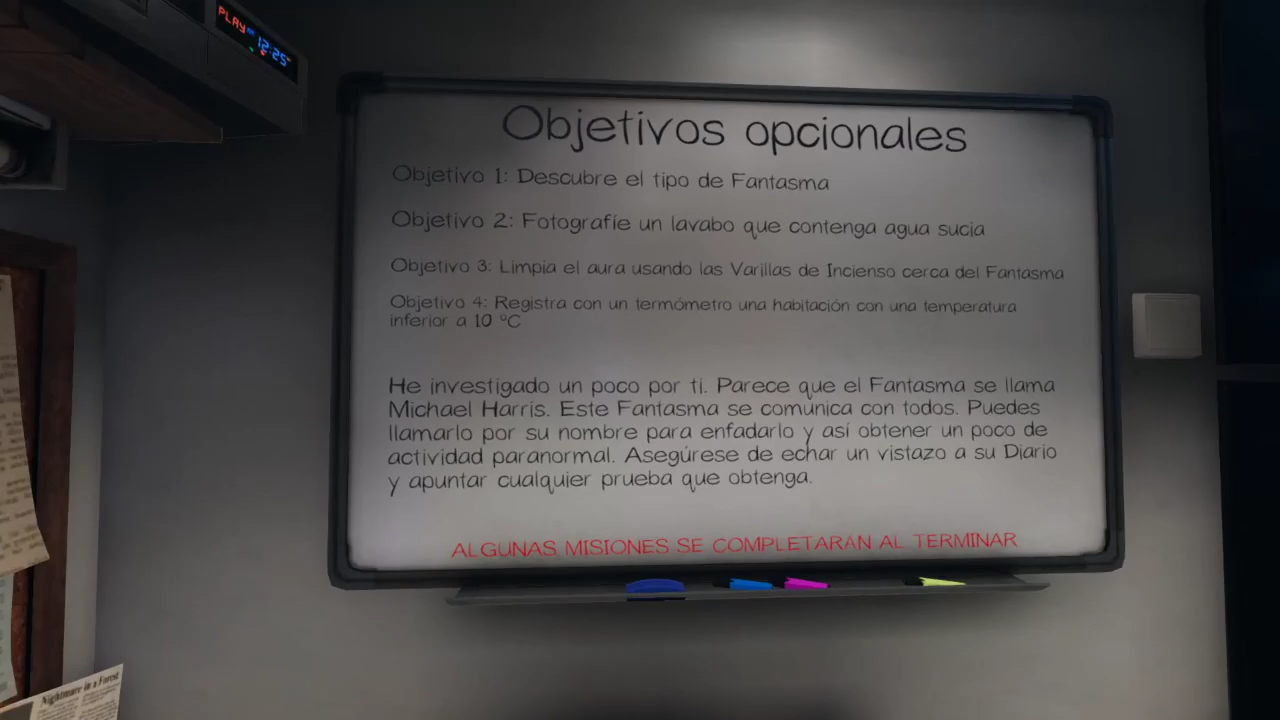 PLAY
12:25
Objetivos opcionales
Objetivo 1: Descubre el tipo de Fantasma
Objetivo 2: Fotografíe un lavabo que contenga agua sucia
Objetivo 3: Limpia el aura usando las Varillas de Incienso cerca del Fantasma
Objetivo 4: Registra con un termómetro una habitación con una temperatura
inferior a 10 ºC
He investigado un poco por ti. Parece que el Fantasma se llama
Michael Harris. Este Fantasma se comunica con todos. Puedes
llamarlo por su nombre para enfadarlo y así obtener un poco de
actividad paranormal. Asegúrese de echar un vistazo a su Diario
y apuntar cualquier prueba que obtenga.
ALGUNAS MISIONES SE COMPLETARAN AL TERMINAR
Nightmare in a Forest